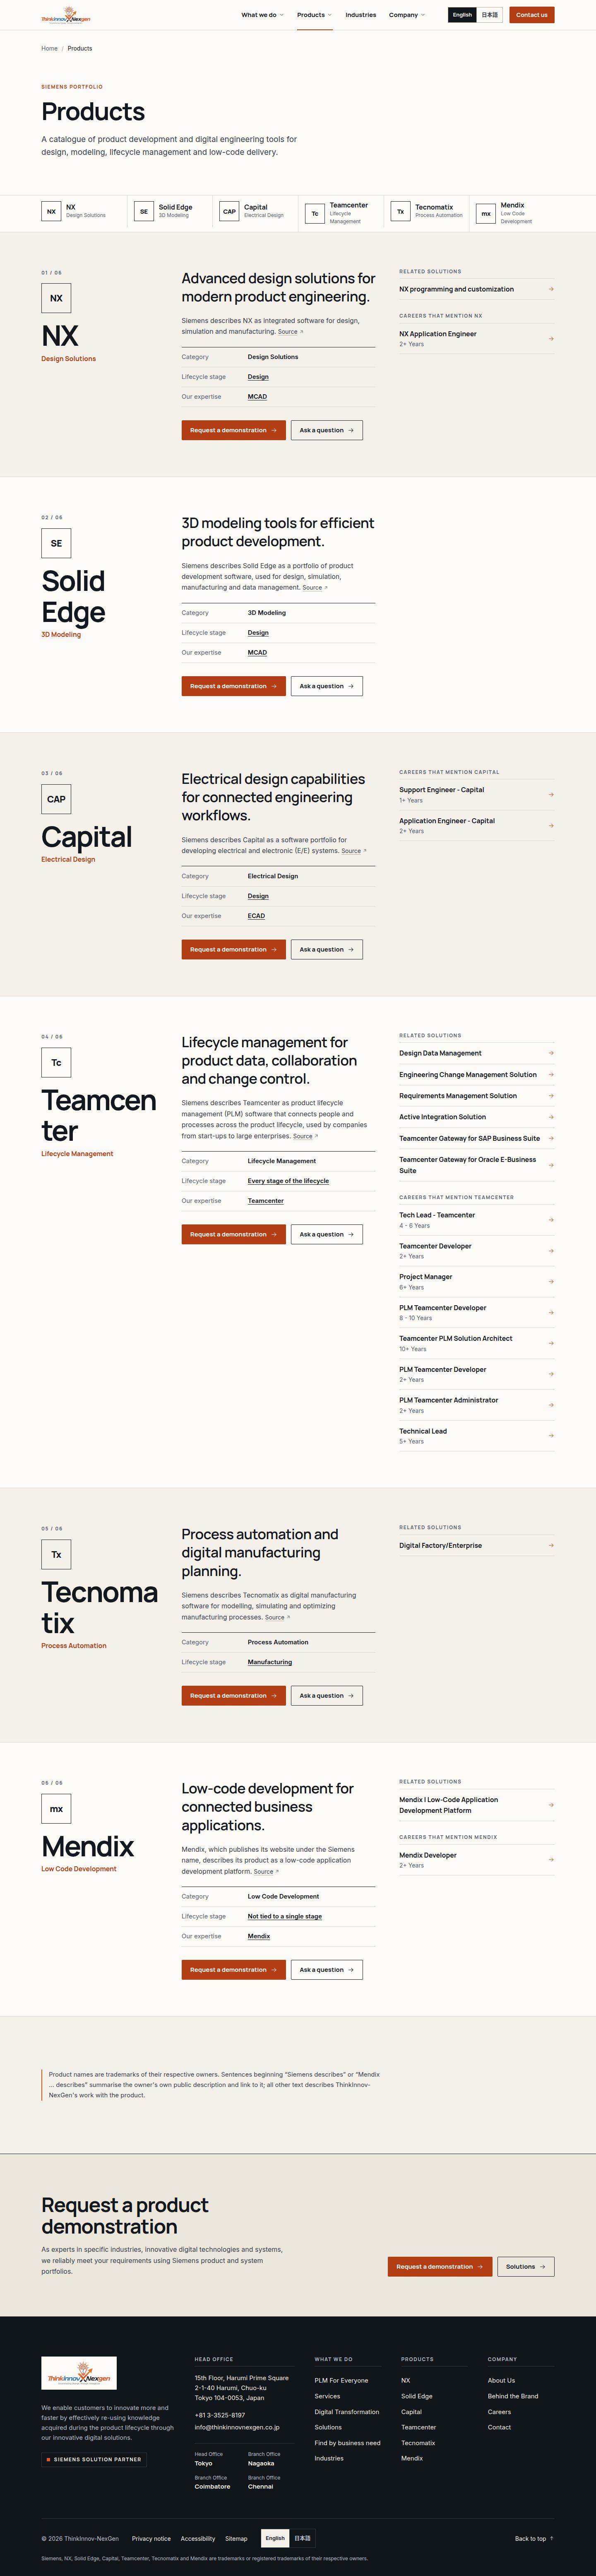 ThinkInnovXNexgen
What we do
Products
Industries
Company
English
日本語
Contact us
Home / Products
SIEMENS PORTFOLIO
Products
A catalogue of product development and digital engineering tools for
design, modeling, lifecycle management and low-code delivery.
NX
NX
Design Solutions
SE
Solid Edge
3D Modeling
CAP
Capital
Electrical Design
Tc
Teamcenter
Lifecycle
Management
Tx
Tecnomatix
Process Automation
mx
Mendix
Low Code
Development
01 / 06
NX
NX
Design Solutions
Advanced design solutions for
modern product engineering.
Siemens describes NX as integrated software for design,
simulation and manufacturing. Source ↗
Category Design Solutions
Lifecycle stage Design
Our expertise MCAD
Request a demonstration →
Ask a question →
RELATED SOLUTIONS
NX programming and customization →
CAREERS THAT MENTION NX
NX Application Engineer →
2+ Years
02 / 06
SE
Solid
Edge
3D Modeling
3D modeling tools for efficient
product development.
Siemens describes Solid Edge as a portfolio of product
development software, used for design, simulation,
manufacturing and data management. Source ↗
Category 3D Modeling
Lifecycle stage Design
Our expertise MCAD
Request a demonstration →
Ask a question →
03 / 06
CAP
Capital
Electrical Design
Electrical design capabilities
for connected engineering
workflows.
Siemens describes Capital as a software portfolio for
developing electrical and electronic (E/E) systems. Source ↗
Category Electrical Design
Lifecycle stage Design
Our expertise ECAD
Request a demonstration →
Ask a question →
CAREERS THAT MENTION CAPITAL
Support Engineer - Capital →
1+ Years
Application Engineer - Capital →
2+ Years
04 / 06
Tc
Teamcen
ter
Lifecycle Management
Lifecycle management for
product data, collaboration
and change control.
Siemens describes Teamcenter as product lifecycle
management (PLM) software that connects people and
processes across the product lifecycle, used by companies
from start-ups to large enterprises. Source ↗
Category Lifecycle Management
Lifecycle stage Every stage of the lifecycle
Our expertise Teamcenter
Request a demonstration →
Ask a question →
RELATED SOLUTIONS
Design Data Management →
Engineering Change Management Solution →
Requirements Management Solution →
Active Integration Solution →
Teamcenter Gateway for SAP Business Suite →
Teamcenter Gateway for Oracle E-Business
Suite →
CAREERS THAT MENTION TEAMCENTER
Tech Lead - Teamcenter →
4 - 6 Years
Teamcenter Developer →
2+ Years
Project Manager →
6+ Years
PLM Teamcenter Developer →
8 - 10 Years
Teamcenter PLM Solution Architect →
10+ Years
PLM Teamcenter Developer →
2+ Years
PLM Teamcenter Administrator →
2+ Years
Technical Lead →
5+ Years
05 / 06
Tx
Tecnoma
tix
Process Automation
Process automation and
digital manufacturing
planning.
Siemens describes Tecnomatix as digital manufacturing
software for modelling, simulating and optimizing
manufacturing processes. Source ↗
Category Process Automation
Lifecycle stage Manufacturing
Request a demonstration →
Ask a question →
RELATED SOLUTIONS
Digital Factory/Enterprise →
06 / 06
mx
Mendix
Low Code Development
Low-code development for
connected business
applications.
Mendix, which publishes its website under the Siemens
name, describes its product as a low-code application
development platform. Source ↗
Category Low Code Development
Lifecycle stage Not tied to a single stage
Our expertise Mendix
Request a demonstration →
Ask a question →
RELATED SOLUTIONS
Mendix I Low-Code Application
Development Platform →
CAREERS THAT MENTION MENDIX
Mendix Developer →
2+ Years
Product names are trademarks of their respective owners. Sentences beginning “Siemens describes” or “Mendix
… describes” summarise the owner's own public description and link to it; all other text describes ThinkInnov-
NexGen's work with the product.
Request a product
demonstration
As experts in specific industries, innovative digital technologies and systems,
we reliably meet your requirements using Siemens product and system
portfolios.
Request a demonstration →
Solutions →
ThinkInnovXNexgen
We enable customers to innovate more and
faster by effectively re-using knowledge
acquired during the product lifecycle through
our innovative digital solutions.
SIEMENS SOLUTION PARTNER
HEAD OFFICE
15th Floor, Harumi Prime Square
2-1-40 Harumi, Chuo-ku
Tokyo 104-0053, Japan
+81 3-3525-8197
info@thinkinnovnexgen.co.jp
Head Office
Tokyo
Branch Office
Nagaoka
Branch Office
Coimbatore
Branch Office
Chennai
WHAT WE DO
PLM For Everyone
Services
Digital Transformation
Solutions
Find by business need
Industries
PRODUCTS
NX
Solid Edge
Capital
Teamcenter
Tecnomatix
Mendix
COMPANY
About Us
Behind the Brand
Careers
Contact
© 2026 ThinkInnov-NexGen
Privacy notice
Accessibility
Sitemap
English
日本語
Back to top ↑
Siemens, NX, Solid Edge, Capital, Teamcenter, Tecnomatix and Mendix are trademarks or registered trademarks of their respective owners.